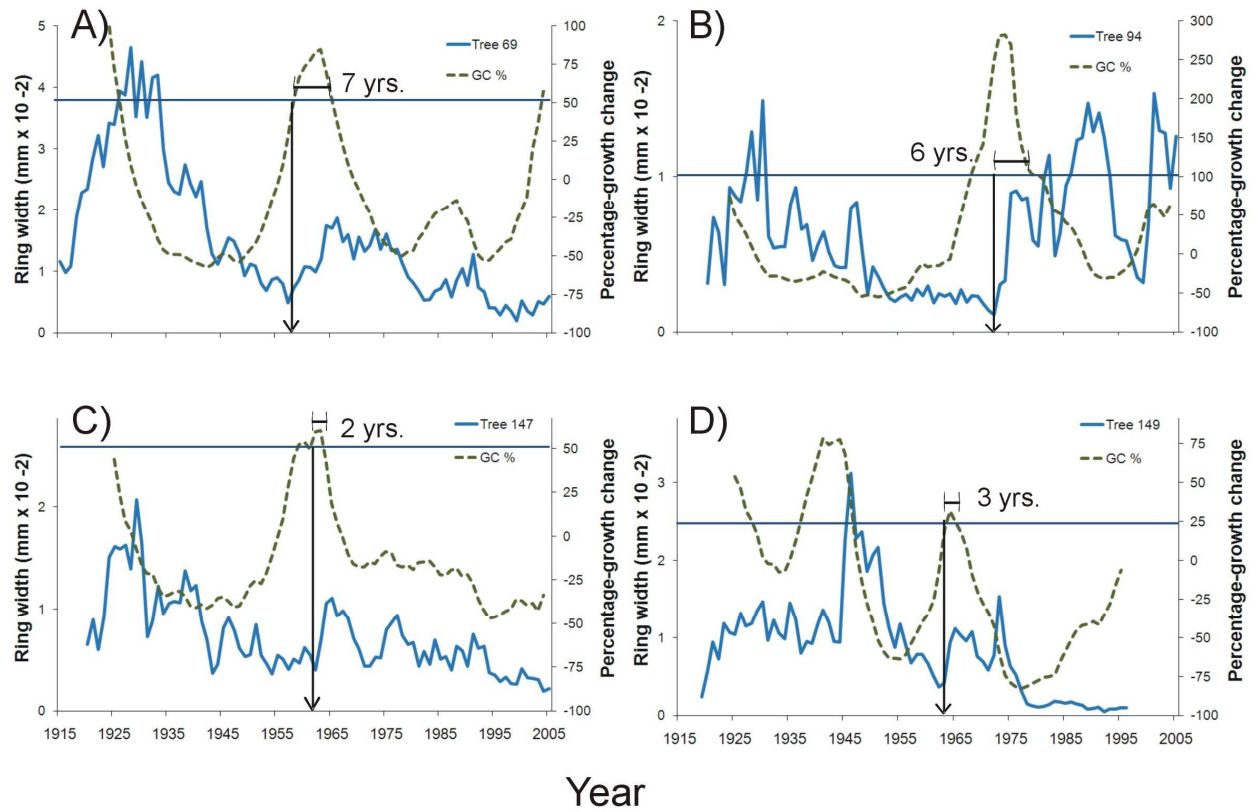 A)
Tree 69
GC %
7 yrs.
Ring width (mm x 10 -2)
5
4
3
2
1
0
Percentage-growth change
100
75
50
25
0
-25
-50
-75
-100
1915 1925 1935 1945 1955 1965 1975 1985 1995 2005
B)
Tree 94
GC %
6 yrs.
Ring width (mm x 10 -2)
2
1
0
Percentage-growth change
300
250
200
150
100
50
0
-50
-100
1915 1925 1935 1945 1955 1965 1975 1985 1995 2005
C)
Tree 147
GC %
2 yrs.
Ring width (mm x 10 -2)
2
1
0
Percentage-growth change
50
25
0
-25
-50
-75
-100
1915 1925 1935 1945 1955 1965 1975 1985 1995 2005
D)
Tree 149
GC %
3 yrs.
Ring width (mm x 10 -2)
3
2
1
0
Percentage-growth change
75
50
25
0
-25
-50
-75
-100
1915 1925 1935 1945 1955 1965 1975 1985 1995 2005
Year